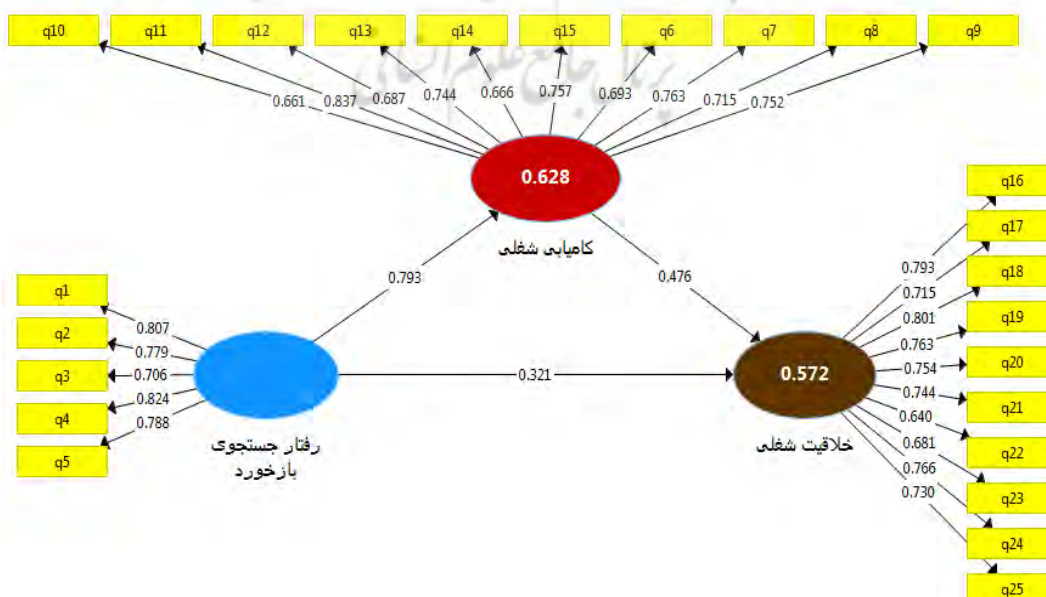 q10 q11 q12 q13 q14 q15 q6 q7 q8 q9
پرتال جامع علوم انسانی
0.661 0.837 0.687 0.744 0.666 0.757 0.693 0.763 0.715 0.752
0.628
کامیابی شغلی
0.793
0.476
q1
q2
q3
q4
q5
0.807
0.779
0.706
0.824
0.788
رفتار جستجوی
بازخورد
0.321
0.572
خلاقیت شغلی
q16
q17
q18
q19
q20
q21
q22
q23
q24
q25
0.793
0.715
0.801
0.763
0.754
0.744
0.640
0.681
0.766
0.730